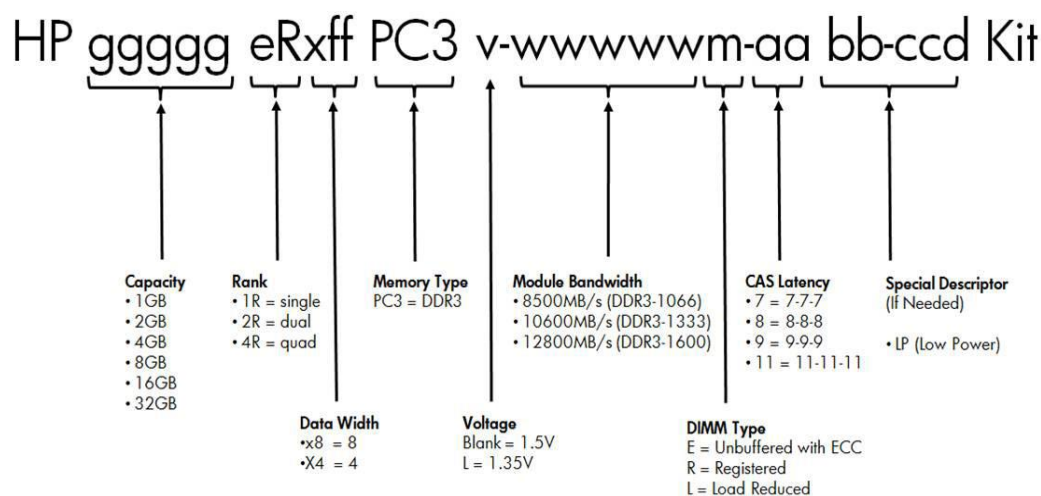 HP ggggg eRxff PC3 v-wwwwwm-aa bb-ccd Kit
Capacity
• 1GB
• 2GB
• 4GB
• 8GB
• 16GB
• 32GB
Rank
• 1R = single
• 2R = dual
• 4R = quad
Memory Type
PC3 = DDR3
Module Bandwidth
• 8500MB/s (DDR3-1066)
• 10600MB/s (DDR3-1333)
• 12800MB/s (DDR3-1600)
CAS Latency
• 7 = 7-7-7
• 8 = 8-8-8
• 9 = 9-9-9
• 11 = 11-11-11
Special Descriptor
(If Needed)
• LP (Low Power)
Data Width
•x8 = 8
•X4 = 4
Voltage
Blank = 1.5V
L = 1.35V
DIMM Type
E = Unbuffered with ECC
R = Registered
L = Load Reduced